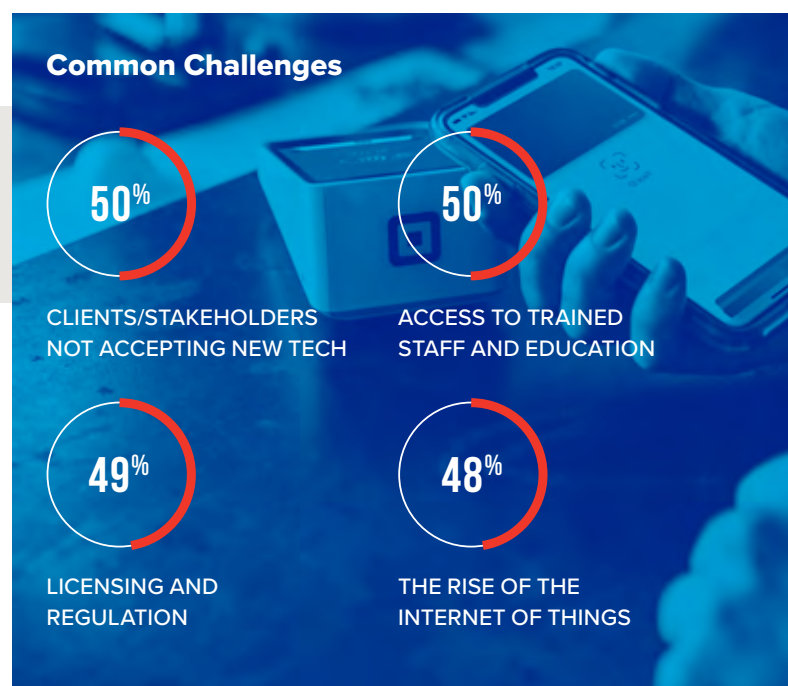 Common Challenges
50%
50%
CLIENTS/STAKEHOLDERS
NOT ACCEPTING NEW TECH
ACCESS TO TRAINED
STAFF AND EDUCATION
49%
48%
LICENSING AND
REGULATION
THE RISE OF THE
INTERNET OF THINGS